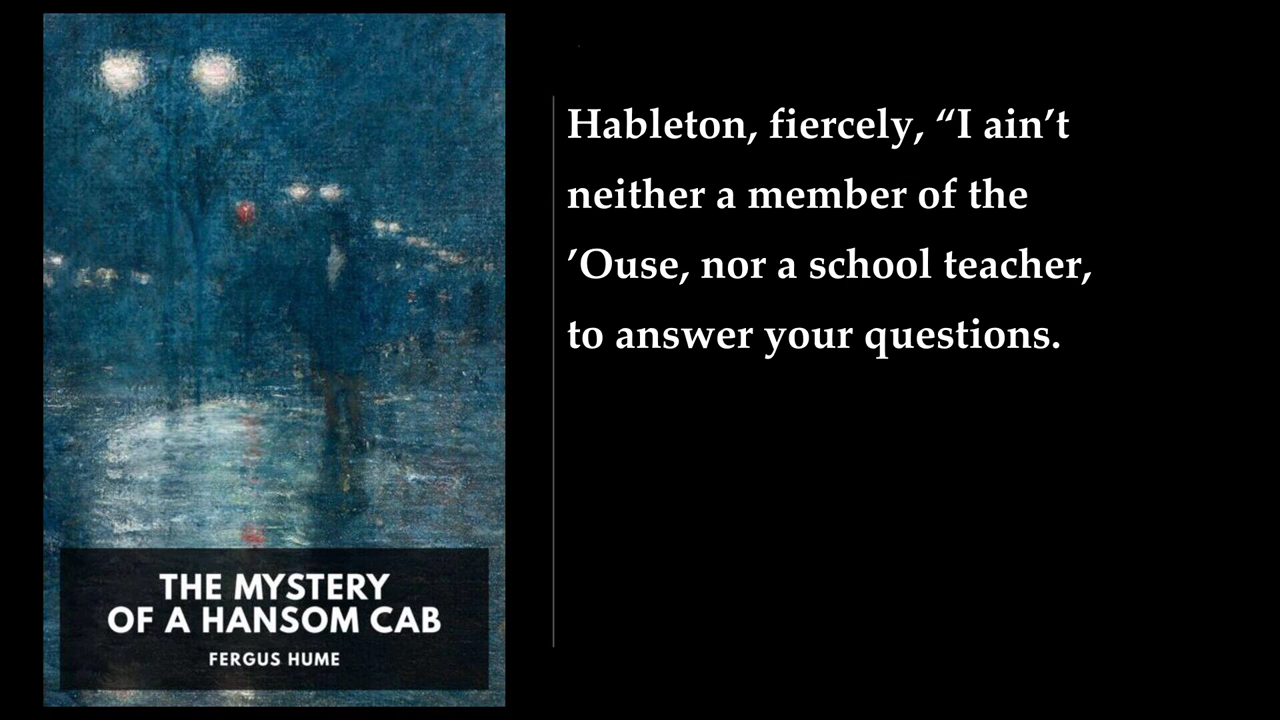 Hableton, fiercely, “I ain’t
neither a member of the
’Ouse, nor a school teacher,
to answer your questions.
THE MYSTERY
OF A HANSOM CAB
FERGUS HUME